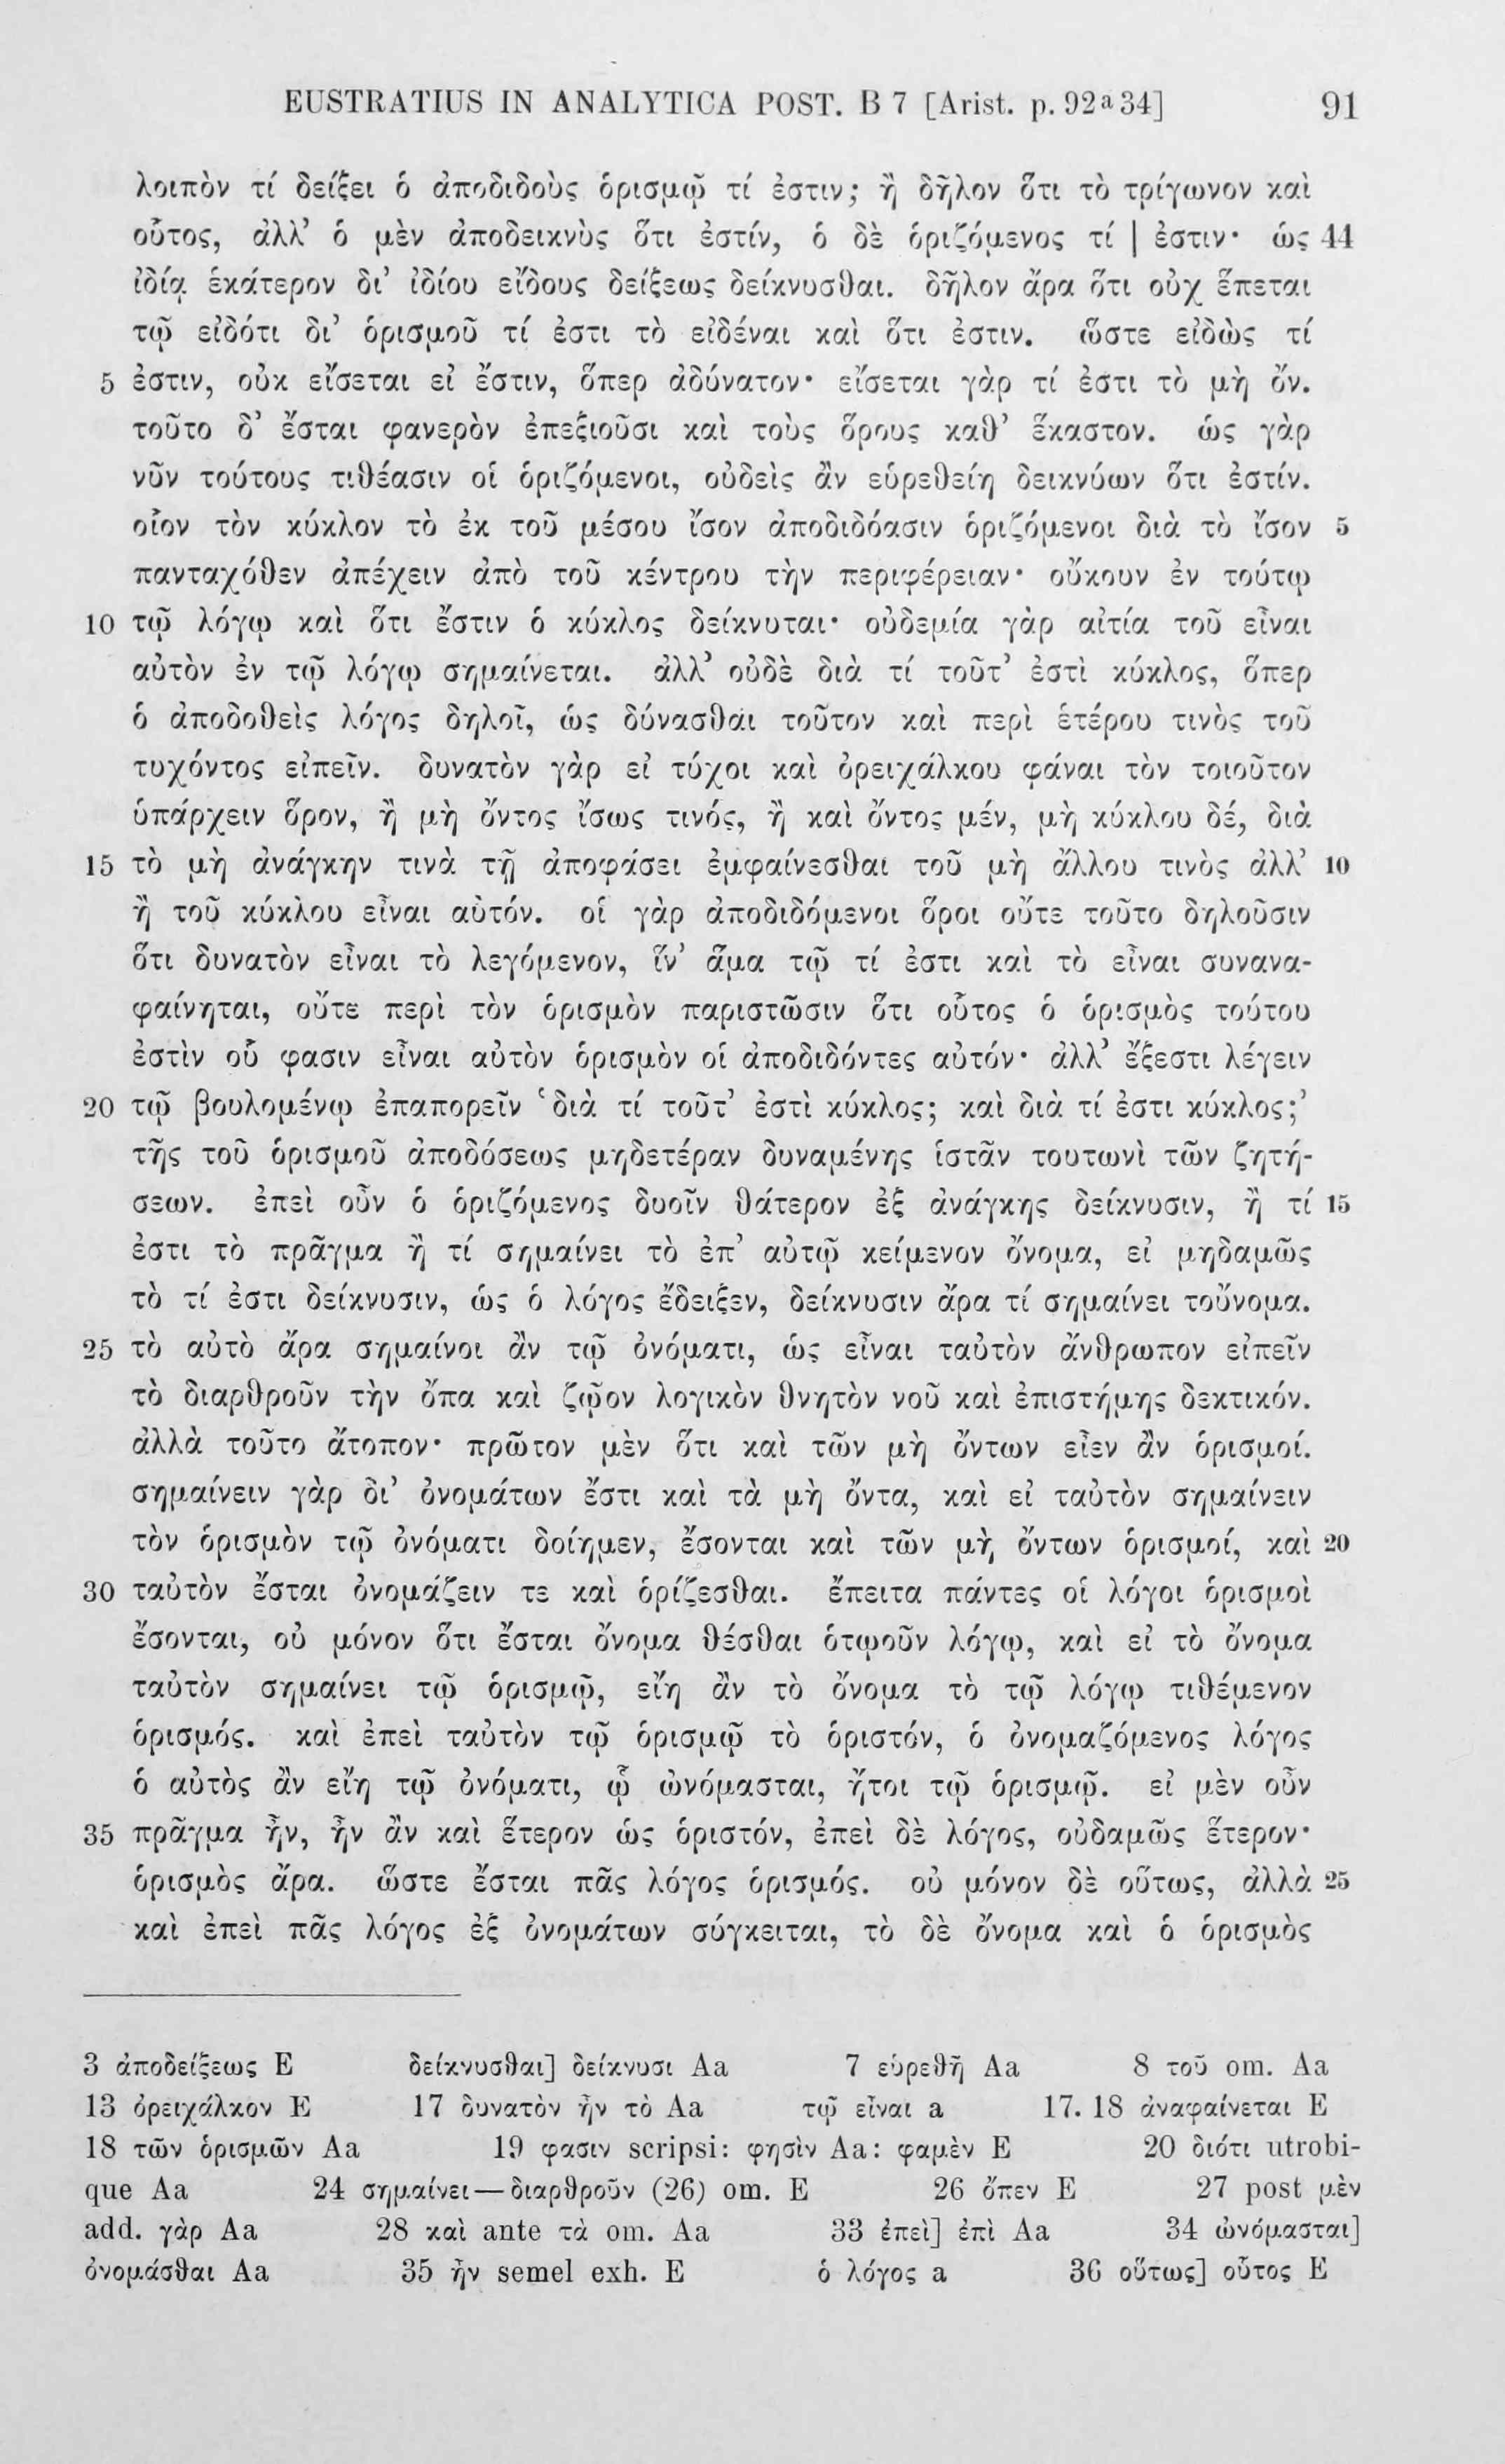 EUSTRATIUS IN ANALYTICA POST. B 7 [Arist. p. 92a34] 91
λοιπὸν τί δείξει ὁ ἀποδιδοὺς ὁρισμῷ τί ἐστιν; ἢ δῆλον ὅτι τὸ τρίγωνον καὶ
οὗτος, ἀλλ’ ὁ μὲν ἀποδεικνὺς ὅτι ἐστίν, ὁ δὲ ὁριζόμενος τί | ἐστιν· ὡς 44
ἰδίᾳ ἑκάτερον δι’ ἰδίου εἴδους δείξεως δείκνυσθαι. δῆλον ἄρα ὅτι οὐχ ἕπεται
τῷ εἰδότι δι’ ὁρισμοῦ τί ἐστι τὸ εἰδέναι καὶ ὅτι ἐστιν. ὥστε εἰδὼς τί
5 ἐστιν, οὐκ εἴσεται εἰ ἔστιν, ὅπερ ἀδύνατον· εἴσεται γὰρ τί ἐστι τὸ μὴ ὄν.
τοῦτο δ’ ἔσται φανερὸν ἐπεξιοῦσι καὶ τοὺς ὅρους καθ’ ἕκαστον. ὡς γὰρ
νῦν τούτους τιθέασιν οἱ ὁριζόμενοι, οὐδεὶς ἂν εὑρεθείη δεικνύων ὅτι ἐστίν.
οἷον τὸν κύκλον τὸ ἐκ τοῦ μέσου ἴσον ἀποδιδόασιν ὁριζόμενοι διὰ τὸ ἴσον 5
πανταχόθεν ἀπέχειν ἀπὸ τοῦ κέντρου τὴν περιφέρειαν· οὔκουν ἐν τούτῳ
10 τῷ λόγῳ καὶ ὅτι ἔστιν ὁ κύκλος δείκνυται· οὐδεμία γὰρ αἰτία τοῦ εἶναι
αὐτὸν ἐν τῷ λόγῳ σημαίνεται. ἀλλ’ οὐδὲ διὰ τί τοῦτ’ ἐστὶ κύκλος, ὅπερ
ὁ ἀποδοθεὶς λόγος δηλοῖ, ὡς δύνασθαι τοῦτον καὶ περὶ ἑτέρου τινὸς τοῦ
τυχόντος εἰπεῖν. δυνατὸν γὰρ εἰ τύχοι καὶ ὀρειχάλκου φάναι τὸν τοιοῦτον
ὑπάρχειν ὅρον, ἢ μὴ ὄντος ἴσως τινός, ἢ καὶ ὄντος μέν, μὴ κύκλου δέ, διὰ
15 τὸ μὴ ἀνάγκην τινὰ τῇ ἀποφάσει ἐμφαίνεσθαι τοῦ μὴ ἄλλου τινὸς ἀλλ’ 10
ἢ τοῦ κύκλου εἶναι αὐτόν. οἱ γὰρ ἀποδιδόμενοι ὅροι οὔτε τοῦτο δηλοῦσιν
ὅτι δυνατὸν εἶναι τὸ λεγόμενον, ἵν’ ἅμα τῷ τί ἐστι καὶ τὸ εἶναι συνανα-
φαίνηται, οὔτε περὶ τὸν ὁρισμὸν παριστῶσιν ὅτι οὗτος ὁ ὁρισμὸς τούτου
ἐστὶν οὗ φασιν εἶναι αὐτὸν ὁρισμὸν οἱ ἀποδιδόντες αὐτόν· ἀλλ’ ἔξεστι λέγειν
20 τῷ βουλομένῳ ἐπαπορεῖν ‘διὰ τί τοῦτ’ ἐστὶ κύκλος; καὶ διὰ τί ἐστι κύκλος;’
τῆς τοῦ ὁρισμοῦ ἀποδόσεως μηδετέραν δυναμένης ἱστᾶν τουτωνὶ τῶν ζητή-
σεων. ἐπεὶ οὖν ὁ ὁριζόμενος δυοῖν θάτερον ἐξ ἀνάγκης δείκνυσιν, ἢ τί 15
ἐστι τὸ πρᾶγμα ἢ τί σημαίνει τὸ ἐπ’ αὐτῷ κείμενον ὄνομα, εἰ μηδαμῶς
τὸ τί ἐστι δείκνυσιν, ὡς ὁ λόγος ἔδειξεν, δείκνυσιν ἄρα τί σημαίνει τοὔνομα.
25 τὸ αὐτὸ ἄρα σημαίνοι ἂν τῷ ὀνόματι, ὡς εἶναι ταὐτὸν ἄνθρωπον εἰπεῖν
τὸ διαρθροῦν τὴν ὄπα καὶ ζῷον λογικὸν θνητὸν νοῦ καὶ ἐπιστήμης δεκτικόν.
ἀλλὰ τοῦτο ἄτοπον· πρῶτον μὲν ὅτι καὶ τῶν μὴ ὄντων εἶεν ἂν ὁρισμοί.
σημαίνειν γὰρ δι’ ὀνομάτων ἔστι καὶ τὰ μὴ ὄντα, καὶ εἰ ταὐτὸν σημαίνειν
τὸν ὁρισμὸν τῷ ὀνόματι δοίημεν, ἔσονται καὶ τῶν μὴ ὄντων ὁρισμοί, καὶ 20
30 ταὐτὸν ἔσται ὀνομάζειν τε καὶ ὁρίζεσθαι. ἔπειτα πάντες οἱ λόγοι ὁρισμοὶ
ἔσονται, οὐ μόνον ὅτι ἔσται ὄνομα θέσθαι ὁτῳοῦν λόγῳ, καὶ εἰ τὸ ὄνομα
ταὐτὸν σημαίνει τῷ ὁρισμῷ, εἴη ἂν τὸ ὄνομα τὸ τῷ λόγῳ τιθέμενον
ὁρισμός. καὶ ἐπεὶ ταὐτὸν τῷ ὁρισμῷ τὸ ὁριστόν, ὁ ὀνομαζόμενος λόγος
ὁ αὐτὸς ἂν εἴη τῷ ὀνόματι, ᾧ ὠνόμασται, ἤτοι τῷ ὁρισμῷ. εἰ μὲν οὖν
35 πρᾶγμα ἦν, ἦν ἂν καὶ ἕτερον ὡς ὁριστόν, ἐπεὶ δὲ λόγος, οὐδαμῶς ἕτερον·
ὁρισμὸς ἄρα. ὥστε ἔσται πᾶς λόγος ὁρισμός. οὐ μόνον δὲ οὕτως, ἀλλὰ 25
καὶ ἐπεὶ πᾶς λόγος ἐξ ὀνομάτων σύγκειται, τὸ δὲ ὄνομα καὶ ὁ ὁρισμὸς
3 ἀποδείξεως E δείκνυσθαι] δείκνυσι Aa 7 εὑρεθῇ Aa 8 τοῦ om. Aa
13 ὀρειχάλκον E 17 δυνατὸν ἦν τὸ Aa τῷ εἶναι a 17. 18 ἀναφαίνεται E
18 τῶν ὁρισμῶν Aa 19 φασιν scripsi: φησὶν Aa: φαμὲν E 20 διότι utrobi-
que Aa 24 σημαίνει—διαρθροῦν (26) om. E 26 ὄπεν E 27 post μὲν
add. γὰρ Aa 28 καὶ ante τὰ om. Aa 33 ἐπεὶ] ἐπὶ Aa 34 ὠνόμασται]
ὀνομάσθαι Aa 35 ἦν semel exh. E ὁ λόγος a 36 οὕτως] οὗτος E